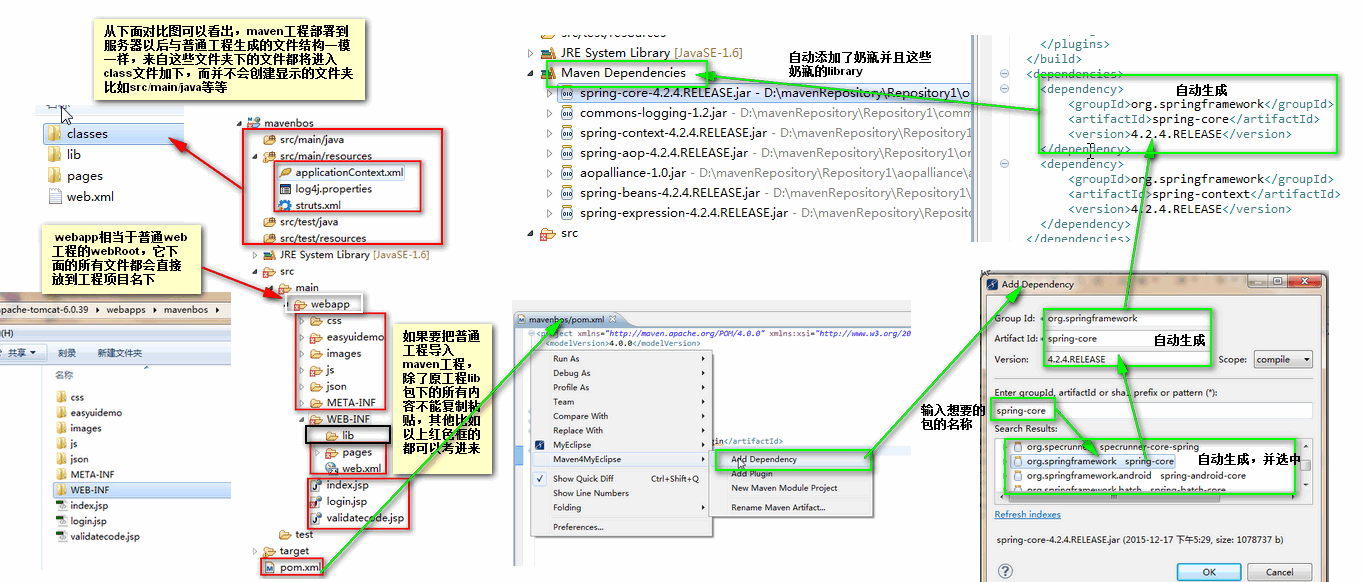 从下面对比图可以看出，maven工程部署到
服务器以后与普通工程生成的文件结构一模
一样，来自这些文件夹下的文件都将进入
class文件加下，而并不会创建显示的文件夹
比如src/main/java等等
classes
lib
pages
web.xml
webapp相当于普通web
工程的webRoot，它下
面的所有文件都会直接
放到工程项目名下
apache-tomcat-6.0.39 webapps mavenbos
(H)
共享 刻录 新建文件夹
名称
css
easyuidemo
images
js
json
META-INF
WEB-INF
index.jsp
login.jsp
validatecode.jsp
mavenbos
src/main/java
src/main/resources
applicationContext.xml
log4j.properties
struts.xml
src/test/java
src/test/resources
JRE System Library [JavaSE-1.6]
src
main
webapp
css
easyuidemo
images
js
json
META-INF
WEB-INF
lib
pages
web.xml
index.jsp
login.jsp
validatecode.jsp
test
target
pom.xml
如果要把普通
工程导入
maven工程，
除了原工程lib
包下的所有内
容不能复制粘
贴，其他比如
以上红色框的
都可以考进来
src/test/resources
JRE System Library [JavaSE-1.6]
Maven Dependencies
spring-core-4.2.4.RELEASE.jar - D:\mavenRepository\Repository1\o
commons-logging-1.2.jar - D:\mavenRepository\Repository1\comm
spring-context-4.2.4.RELEASE.jar - D:\mavenRepository\Repository
spring-aop-4.2.4.RELEASE.jar - D:\mavenRepository\Repository1\or
aopalliance-1.0.jar - D:\mavenRepository\Repository1\aopalliance\
spring-beans-4.2.4.RELEASE.jar - D:\mavenRepository\Repository1\
spring-expression-4.2.4.RELEASE.jar - D:\mavenRepository\Reposit
src
自动添加了奶瓶并且这些
奶瓶的library
</plugins>
</build>
<dependencies>
<dependency>
自动生成
<groupId>org.springframework</groupId>
<artifactId>spring-core</artifactId>
<version>4.2.4.RELEASE</version>
</dependency>
<dependency>
<groupId>org.springframework</groupId>
<artifactId>spring-context</artifactId>
<version>4.2.4.RELEASE</version>
</dependency>
</dependencies>
mavenbos/pom.xml
<project xmlns="http://maven.apache.org/POM/4.0.0" xmlns:xsi="http://www.w3.org/20
<modelVersion>4.0.0</modelVersion>
Run As
Debug As
Profile As
Team
Compare With
Replace With
MyEclipse
Maven4MyEclipse
Show Quick Diff Ctrl+Shift+Q
Show Line Numbers
Folding
Preferences...
in</artifactId>
Add Dependency
Add Plugin
New Maven Module Project
Rename Maven Artifact...
输入想要的
包的名称
Add Dependency
Group Id: org.springframework
Artifact Id: spring-core
自动生成
Version: 4.2.4.RELEASE Scope: compile
Enter groupId, artifactId or sha prefix or pattern (*):
spring-core
Search Results:
org.specrunner specrunner-core-spring
org.springframework spring-core
自动生成，并选中
org.springframework.android spring-android-core
org.springframework.batch spring-batch-core
Refresh indexes
spring-core-4.2.4.RELEASE.jar (2015-12-17 下午5:29, size: 1078737 b)
OK Cancel